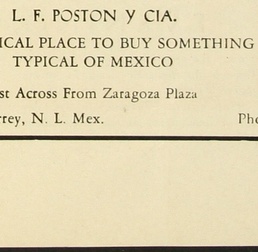 L. F. POSTON y CIA.
ICAL PLACE TO BUY SOMETHING
TYPICAL OF MEXICO
st Across From Zaragoza Plaza
rrey, N. L. Mex. Pho